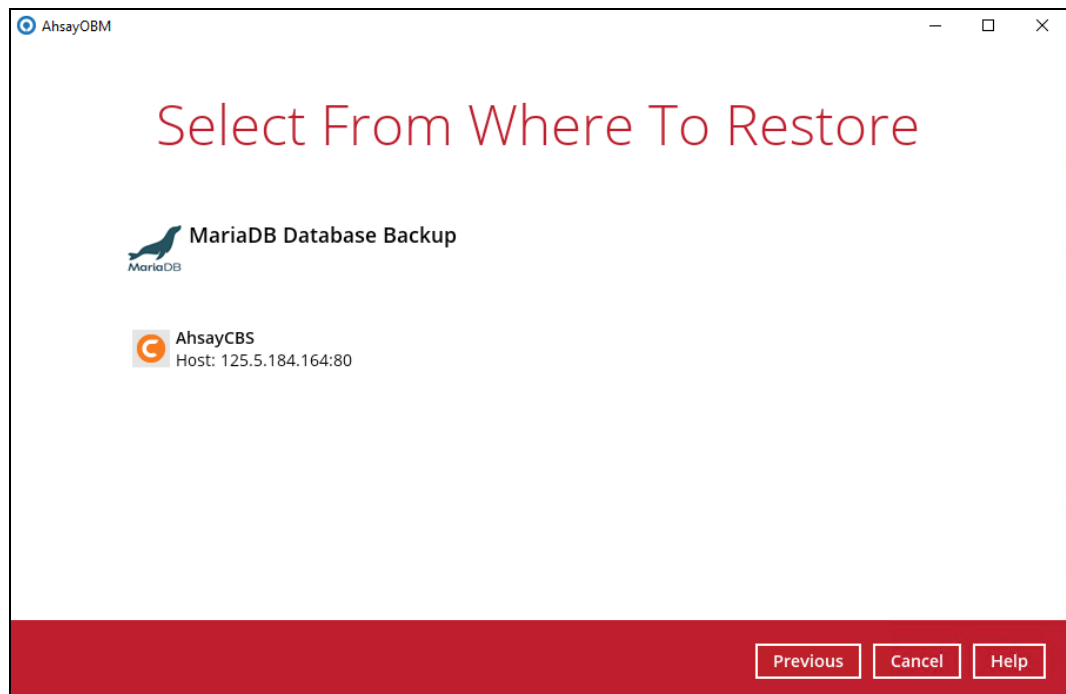 AhsayOBM
Select From Where To Restore
MariaDB Database Backup
MariaDB
AhsayCBS
Host: 125.5.184.164:80
Previous
Cancel
Help